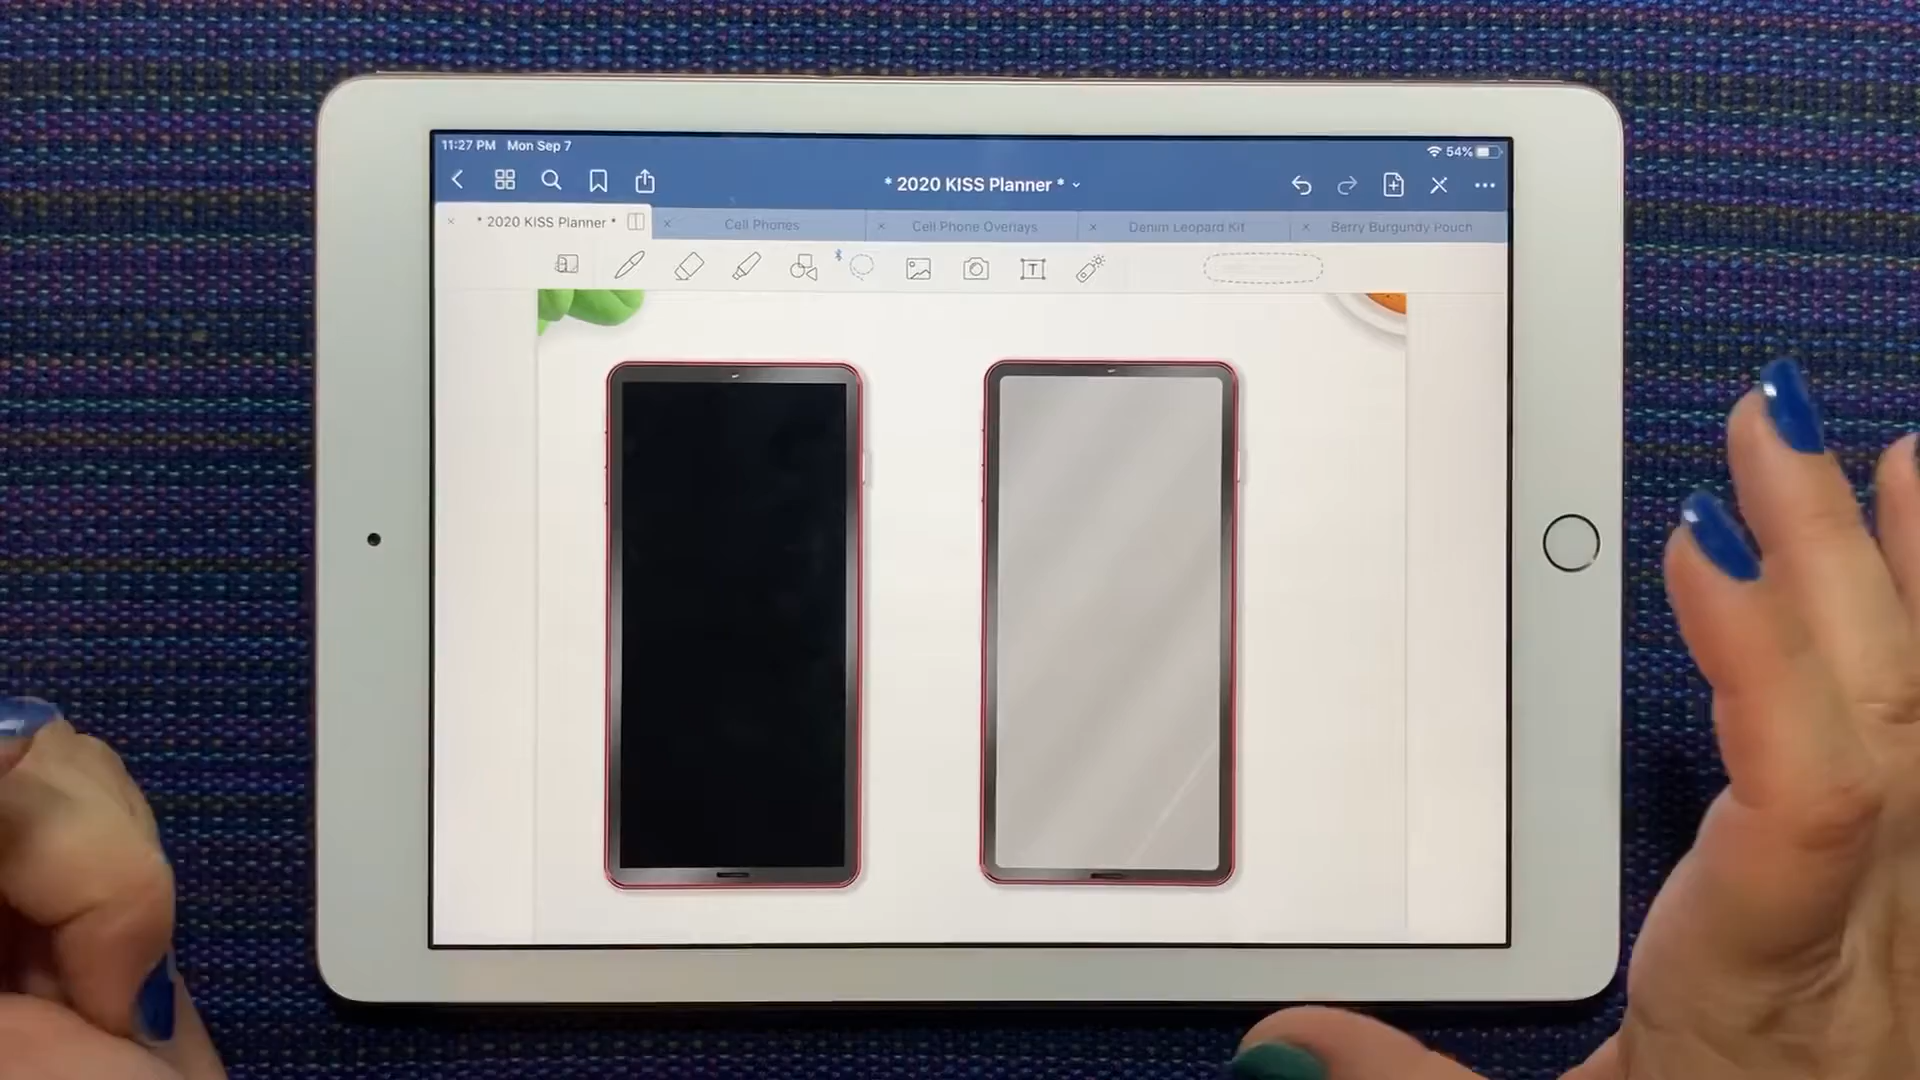 11:27 PM Mon Sep 7
54%
* 2020 KISS Planner *
* 2020 KISS Planner *
Cell Phones
Cell Phone Overlays
Denim Leopard Kit
Berry Burgundy Pouch
T